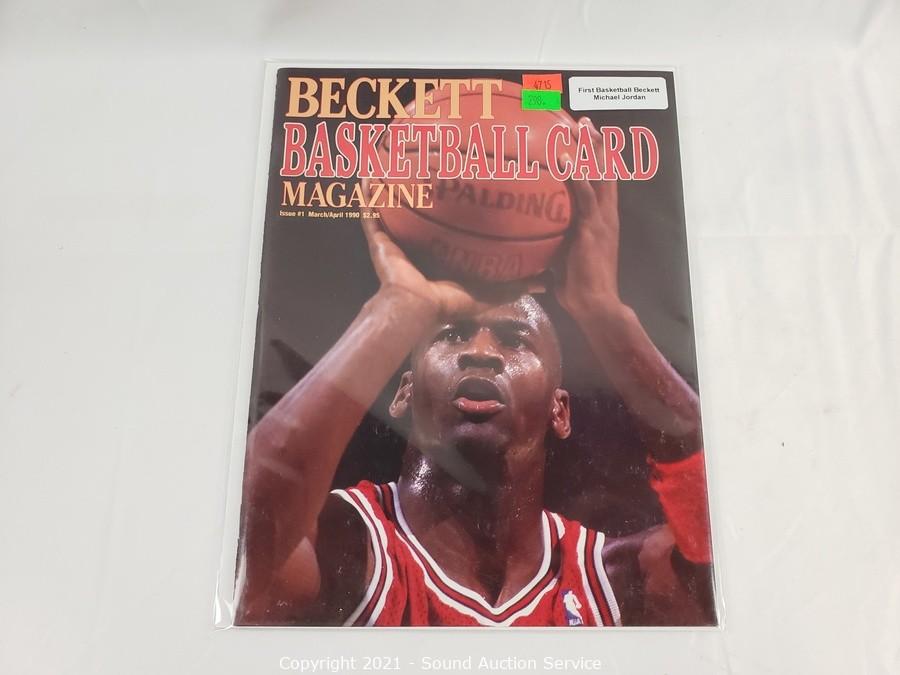 BECKETT
BASKETBALL CARD
MAGAZINE
Issue #1 March/April 1990 $2.95
4715
First Basketball Beckett
Michael Jordan
SPALDING
NBA
NBA
Copyright 2021 - Sound Auction Service